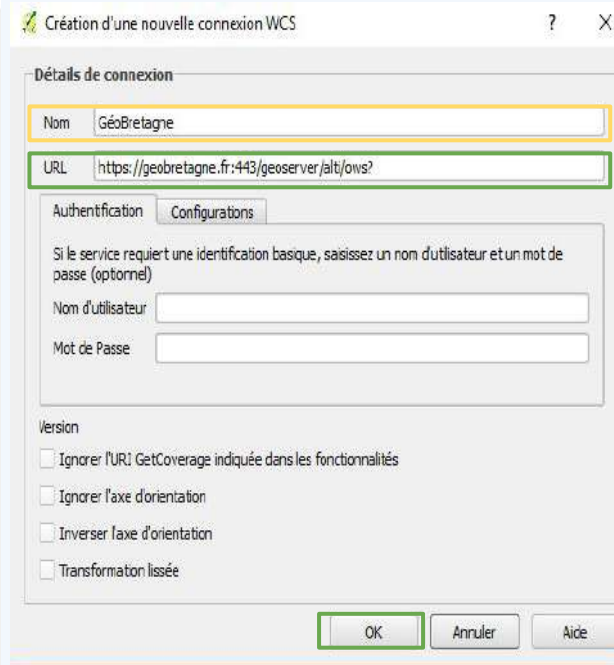 Création d'une nouvelle connexion WCS ? X
Détails de connexion
Nom GéoBretagne
URL https://geobretagne.fr:443/geoserver/alti/ows?
Authentification Configurations
Si le service requiert une identification basique, saisissez un nom d'utilisateur et un mot de
passe (optionnel)
Nom d'utilisateur
Mot de Passe
Version
Ignorer l'URI GetCoverage indiquée dans les fonctionnalités
Ignorer l'axe d'orientation
Inverser l'axe d'orientation
Transformation lissée
OK Annuler Aide